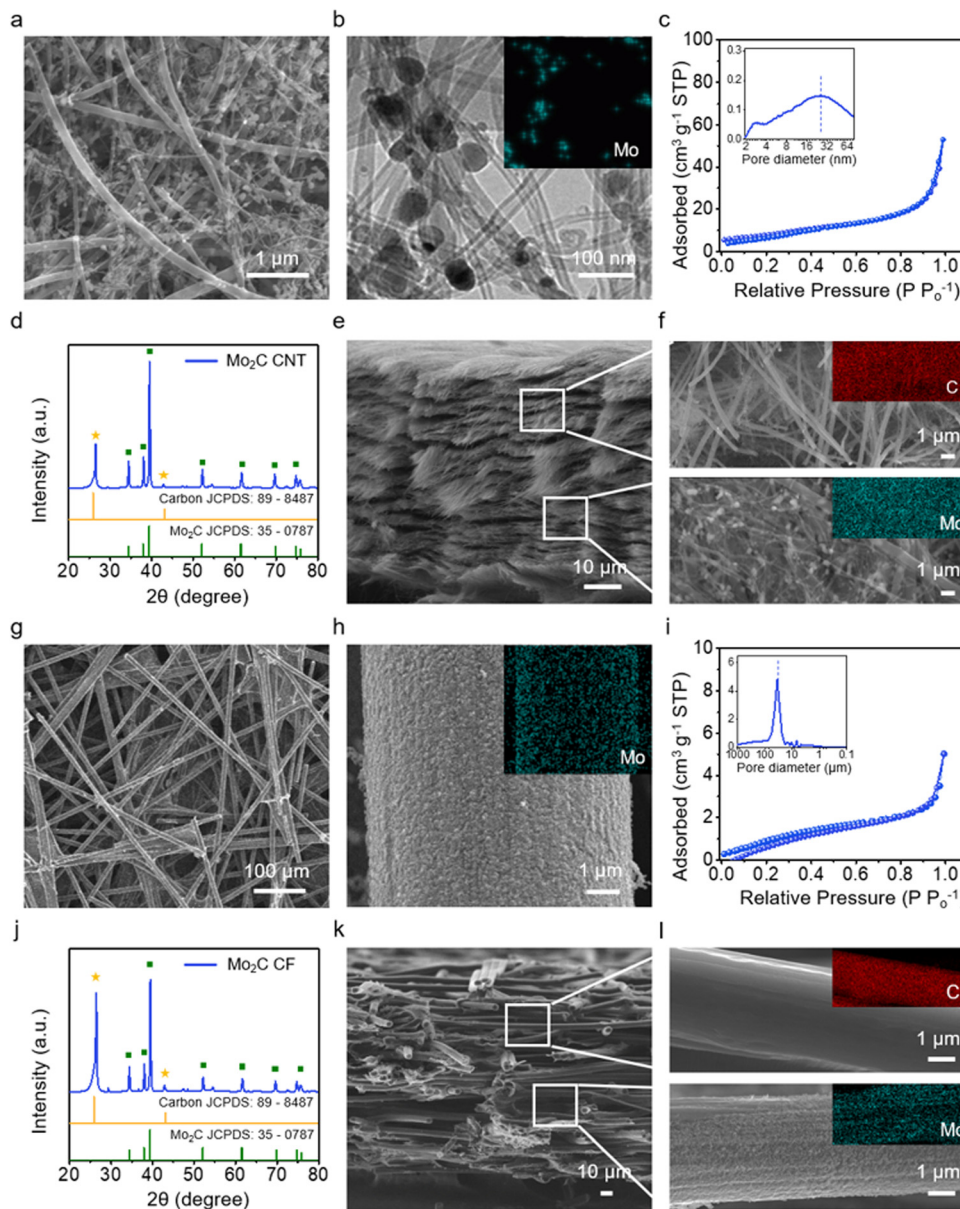 a
b
c
1 µm
Mo
100 nm
Adsorbed (cm³ g⁻¹ STP)
100
80
60
40
20
0
0.3
0.2
0.1
0.0
2 4 8 16 32 64
Pore diameter (nm)
0.0 0.2 0.4 0.6 0.8 1.0
Relative Pressure (P P₀⁻¹)
d
e
f
Intensity (a.u.)
Mo₂C CNT
Carbon JCPDS: 89 - 8487
Mo₂C JCPDS: 35 - 0787
20 30 40 50 60 70 80
2θ (degree)
10 µm
C
1 µm
Mo
1 µm
g
h
i
100 µm
Mo
1 µm
Adsorbed (cm³ g⁻¹ STP)
10
8
6
4
2
0
6
4
2
0
1000 100 10 1 0.1
Pore diameter (µm)
0.0 0.2 0.4 0.6 0.8 1.0
Relative Pressure (P P₀⁻¹)
j
k
l
Intensity (a.u.)
Mo₂C CF
Carbon JCPDS: 89 - 8487
Mo₂C JCPDS: 35 - 0787
20 30 40 50 60 70 80
2θ (degree)
10 µm
C
1 µm
Mo
1 µm